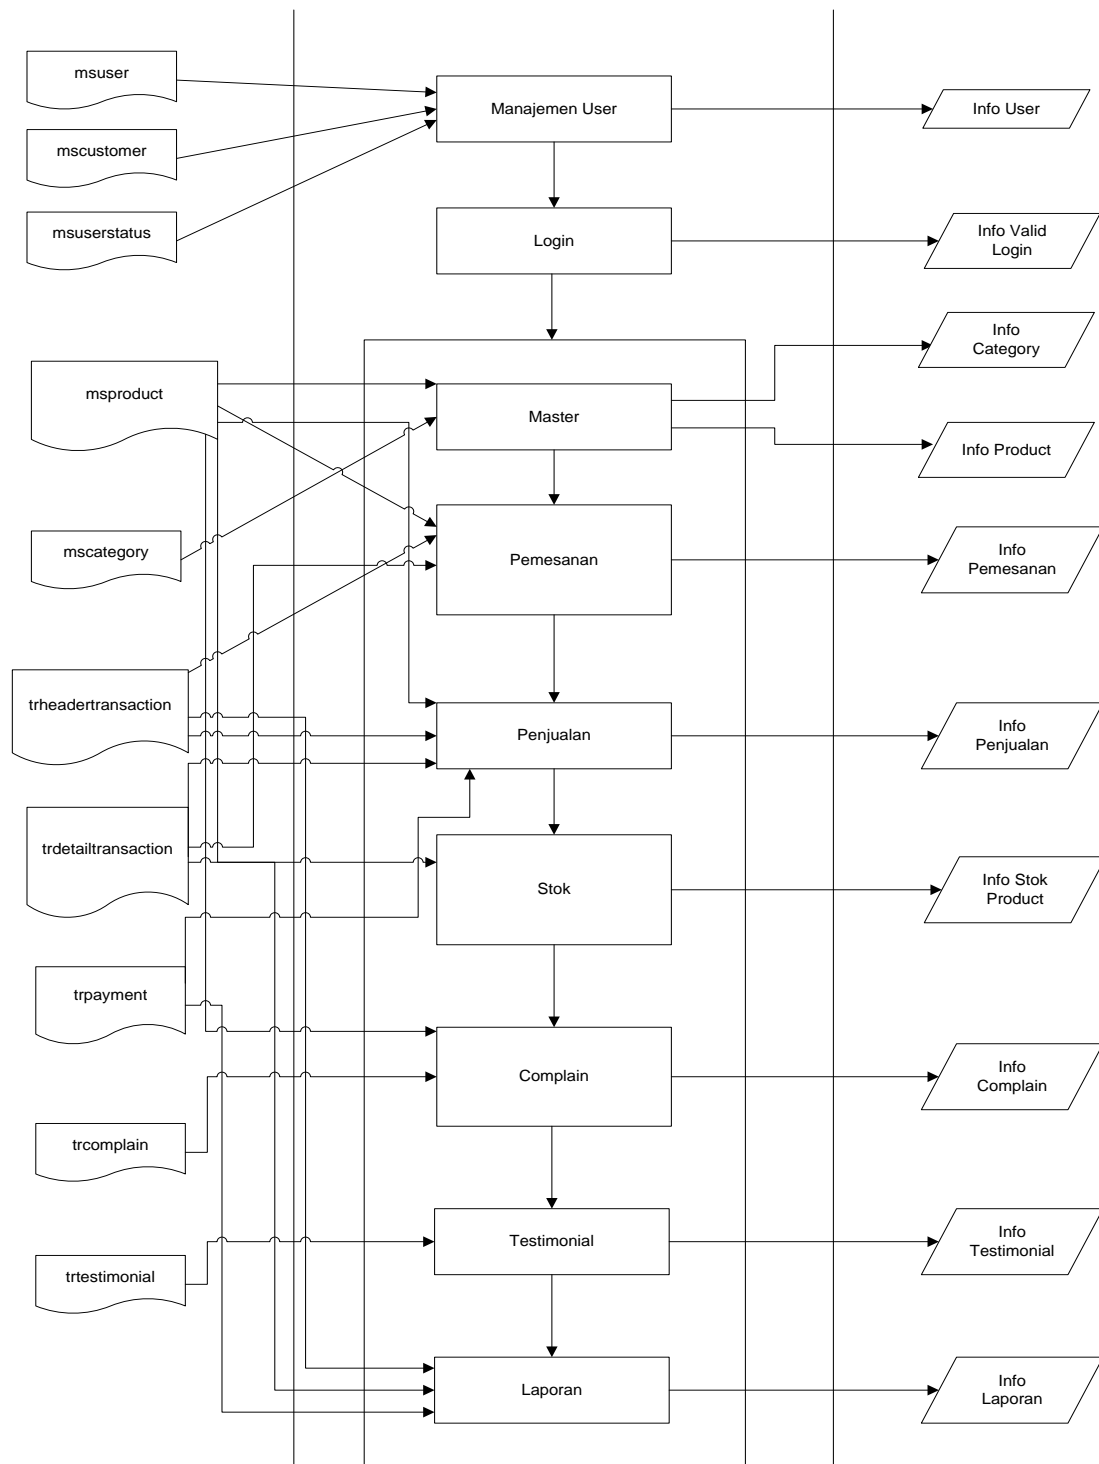 msuser
Manajemen User
Info User
mscustomer
msuserstatus
Login
Info Valid
Login
Info
Category
msproduct
Master
Info Product
mscategory
Pemesanan
Info
Pemesanan
trheadertransaction
Penjualan
Info
Penjualan
trdetailtransaction
Stok
Info Stok
Product
trpayment
Complain
Info
Complain
trcomplain
Testimonial
Info
Testimonial
trtestimonial
Laporan
Info
Laporan